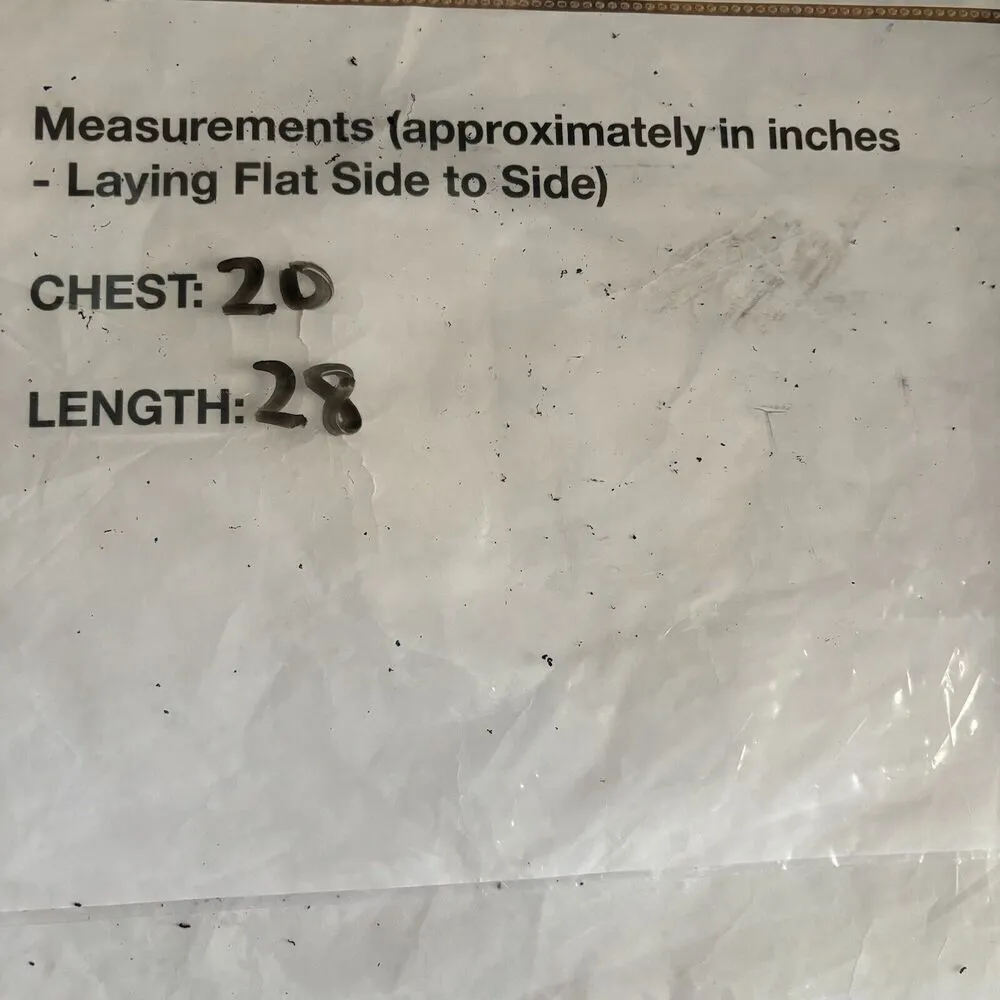 Measurements (approximately in inches
- Laying Flat Side to Side)
CHEST: 20
LENGTH: 28